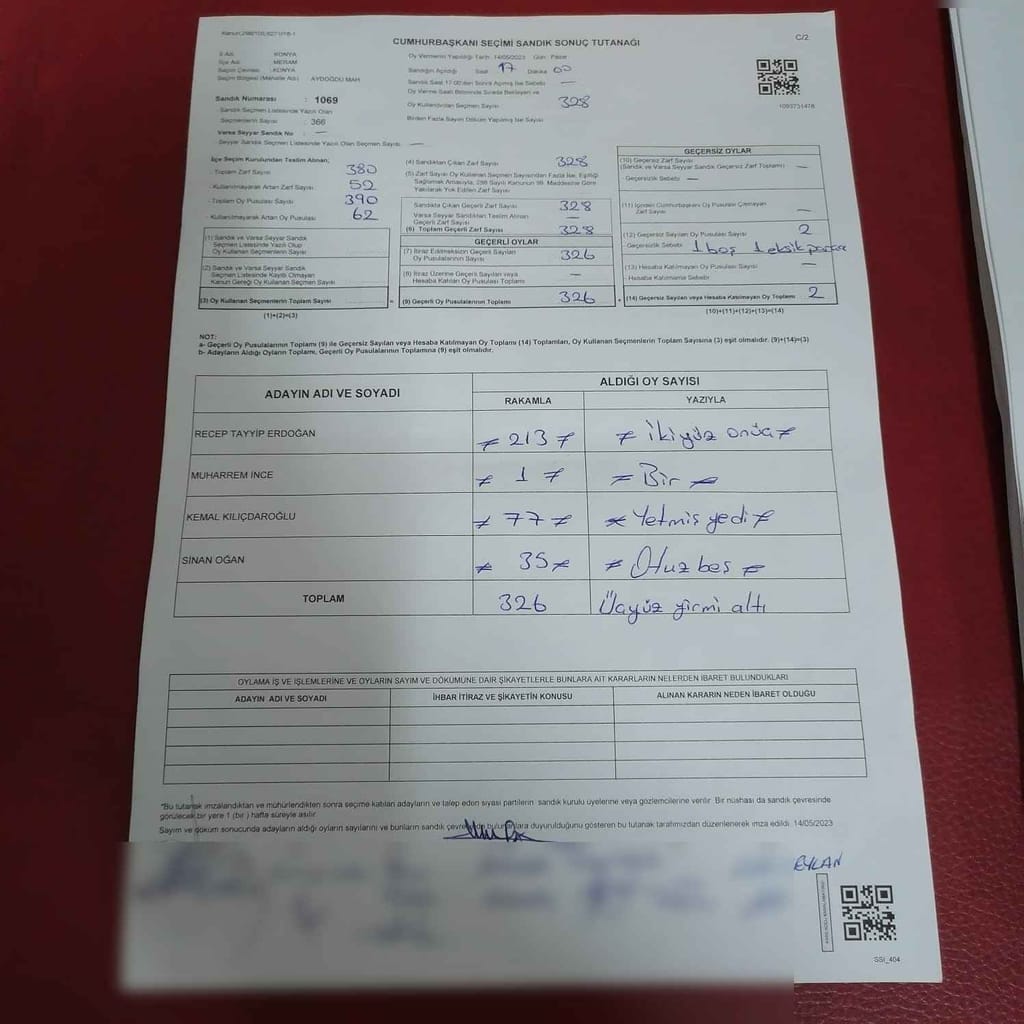 CUMHURBAŞKANI SEÇİMİ SANDIK SONUÇ TUTANAĞI
C/2
İl Adı : KONYA
İlçe Adı : MERAM
Seçim Çevresi : KONYA
Seçim Bölgesi (Mahalle Adı) : AYDOĞDU MAH
Oy Vermenin Yapıldığı Tarih : 14/05/2023 Gün : Pazar
Sandığın Açıldığı Saat 17 Dakika 00
Sandık Saat 17:00'den Sonra Açılmış İse Sebebi —
Oy Verme Saati Bitiminde Sırada Bekleyen ve
Oy Kullandırılan Seçmen Sayısı 328
Birden Fazla Sayım Döküm Yapılmış İse Sayısı
1093731478
Sandık Numarası : 1069
Sandık Seçmen Listesinde Yazılı Olan
Seçmenlerin Sayısı : 366
Varsa Seyyar Sandık No : —
Seyyar Sandık Seçmen Listesinde Yazılı Olan Seçmen Sayısı : —
İlçe Seçim Kurulundan Teslim Alınan;
- Toplam Zarf Sayısı 380
- Kullanılmayarak Artan Zarf Sayısı 52
- Toplam Oy Pusulası Sayısı 390
- Kullanılmayarak Artan Oy Pusulası 62
(1) Sandık ve Varsa Seyyar Sandık
Seçmen Listesinde Yazılı Olup
Oy Kullanan Seçmenlerin Sayısı
(2) Sandık ve Varsa Seyyar Sandık
Seçmen Listesinde Kayıtlı Olmayan
Kanun Gereği Oy Kullanan Seçmen Sayısı
(3) Oy Kullanan Seçmenlerin Toplam Sayısı
(1)+(2)=(3)
(4) Sandıktan Çıkan Zarf Sayısı 328
(5) Zarf Sayısı Oy Kullanan Seçmen Sayısından Fazla İse, Eşitliği
Sağlamak Amacıyla, 298 Sayılı Kanunun 98. Maddesine Göre
Yakılarak Yok Edilen Zarf Sayısı
Sandıkta Çıkan Geçerli Zarf Sayısı 328
Varsa Seyyar Sandıktan Teslim Alınan
Geçerli Zarf Sayısı —
(6) Toplam Geçerli Zarf Sayısı 328
GEÇERLİ OYLAR
(7) İtiraz Edilmeksizin Geçerli Sayılan
Oy Pusulalarının Sayısı 326
(8) İtiraz Üzerine Geçerli Sayılan veya
Hesaba Katılan Oy Pusulası Toplamı —
(9) Geçerli Oy Pusulalarının Toplamı 326
GEÇERSİZ OYLAR
(10) Geçersiz Zarf Sayısı
(Sandık ve Varsa Seyyar Sandık Geçersiz Zarf Toplamı) —
- Geçersizlik Sebebi —
(11) İçinden Cumhurbaşkanı Oy Pusulası Çıkmayan
Zarf Sayısı —
(12) Geçersiz Sayılan Oy Pusulası Sayısı 2
- Geçersizlik Sebebi 1 boş 1 eksik
(13) Hesaba Katılmayan Oy Pusulası Sayısı —
- Hesaba Katılmama Sebebi
(14) Geçersiz Sayılan veya Hesaba Katılmayan Oy Toplamı 2
(10)+(11)+(12)+(13)=(14)
NOT:
a- Geçerli Oy Pusulalarının Toplamı (9) ile Geçersiz Sayılan veya Hesaba Katılmayan Oy Toplamı (14) Toplamları, Oy Kullanan Seçmenlerin Toplam Sayısına (3) eşit olmalıdır. (9)+(14)=(3)
b- Adayların Aldığı Oyların Toplamı, Geçerli Oy Pusulalarının Toplamına (9) eşit olmalıdır.
ADAYIN ADI VE SOYADI ALDIĞI OY SAYISI
RAKAMLA YAZIYLA
RECEP TAYYİP ERDOĞAN 213 İkiyüz onüç
MUHARREM İNCE 1 Bir
KEMAL KILIÇDAROĞLU 77 Yetmiş yedi
SİNAN OĞAN 35 Otuz beş
TOPLAM 326 Üçyüz yirmi altı
OYLAMA İŞ VE İŞLEMLERİNE VE OYLARIN SAYIM VE DÖKÜMÜNE DAİR ŞİKAYETLERLE BUNLARA AİT KARARLARIN NELERDEN İBARET BULUNDUKLARI
ADAYIN ADI VE SOYADI İHBAR İTİRAZ VE ŞİKAYETİN KONUSU ALINAN KARARIN NEDEN İBARET OLDUĞU
*Bu tutanak imzalandıktan ve mühürlendikten sonra seçime katılan adayların ve talep eden siyasi partilerin sandık kurulu üyelerine veya gözlemcilerine verilir. Bir nüshası da sandık çevresinde
görülecek bir yere 1 (bir) hafta süreyle asılır.
Sayım ve döküm sonucunda adayların aldığı oyların sayılarını ve bunların sandık çevresinde bulunanlara duyurulduğunu gösteren bu tutanak tarafımızdan düzenlenerek imza edildi. 14/05/2023
EYLAN
SSI_404